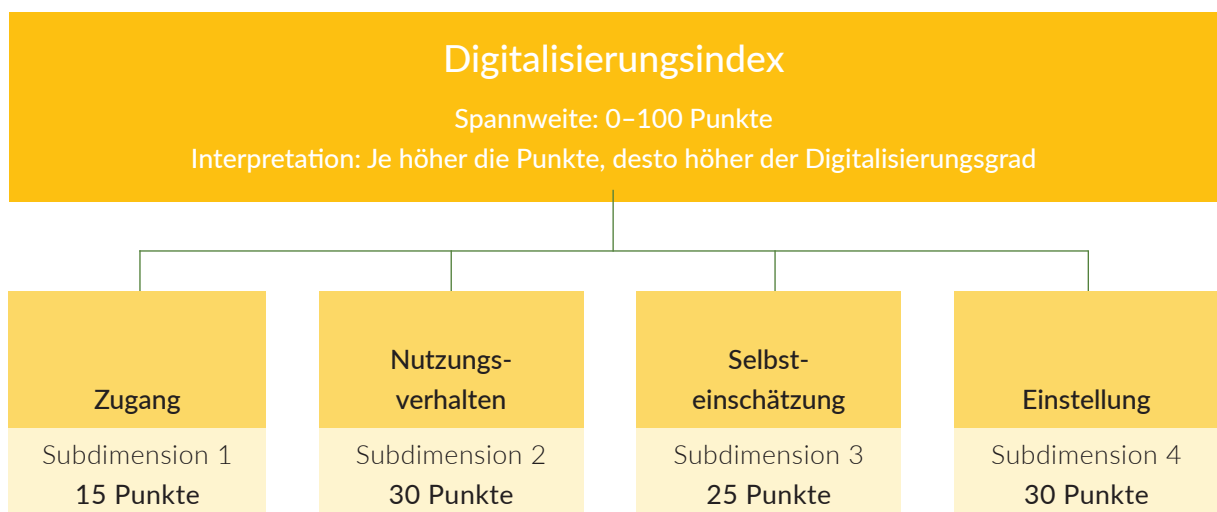 Digitalisierungsindex
Spannweite: 0–100 Punkte
Interpretation: Je höher die Punkte, desto höher der Digitalisierungsgrad
Zugang
Subdimension 1
15 Punkte
Nutzungs-
verhalten
Subdimension 2
30 Punkte
Selbst-
einschätzung
Subdimension 3
25 Punkte
Einstellung
Subdimension 4
30 Punkte